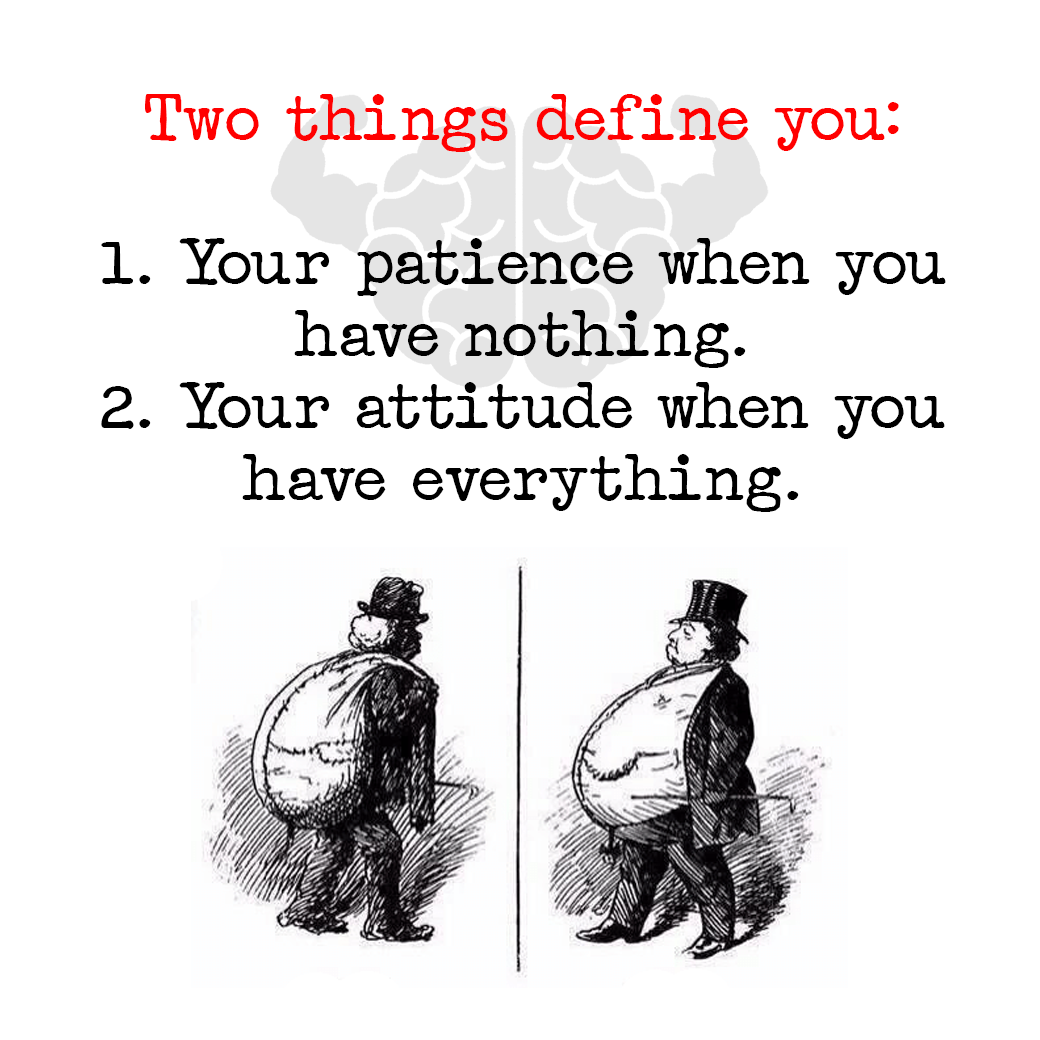 Two things define you:
1. Your patience when you
have nothing.
2. Your attitude when you
have everything.